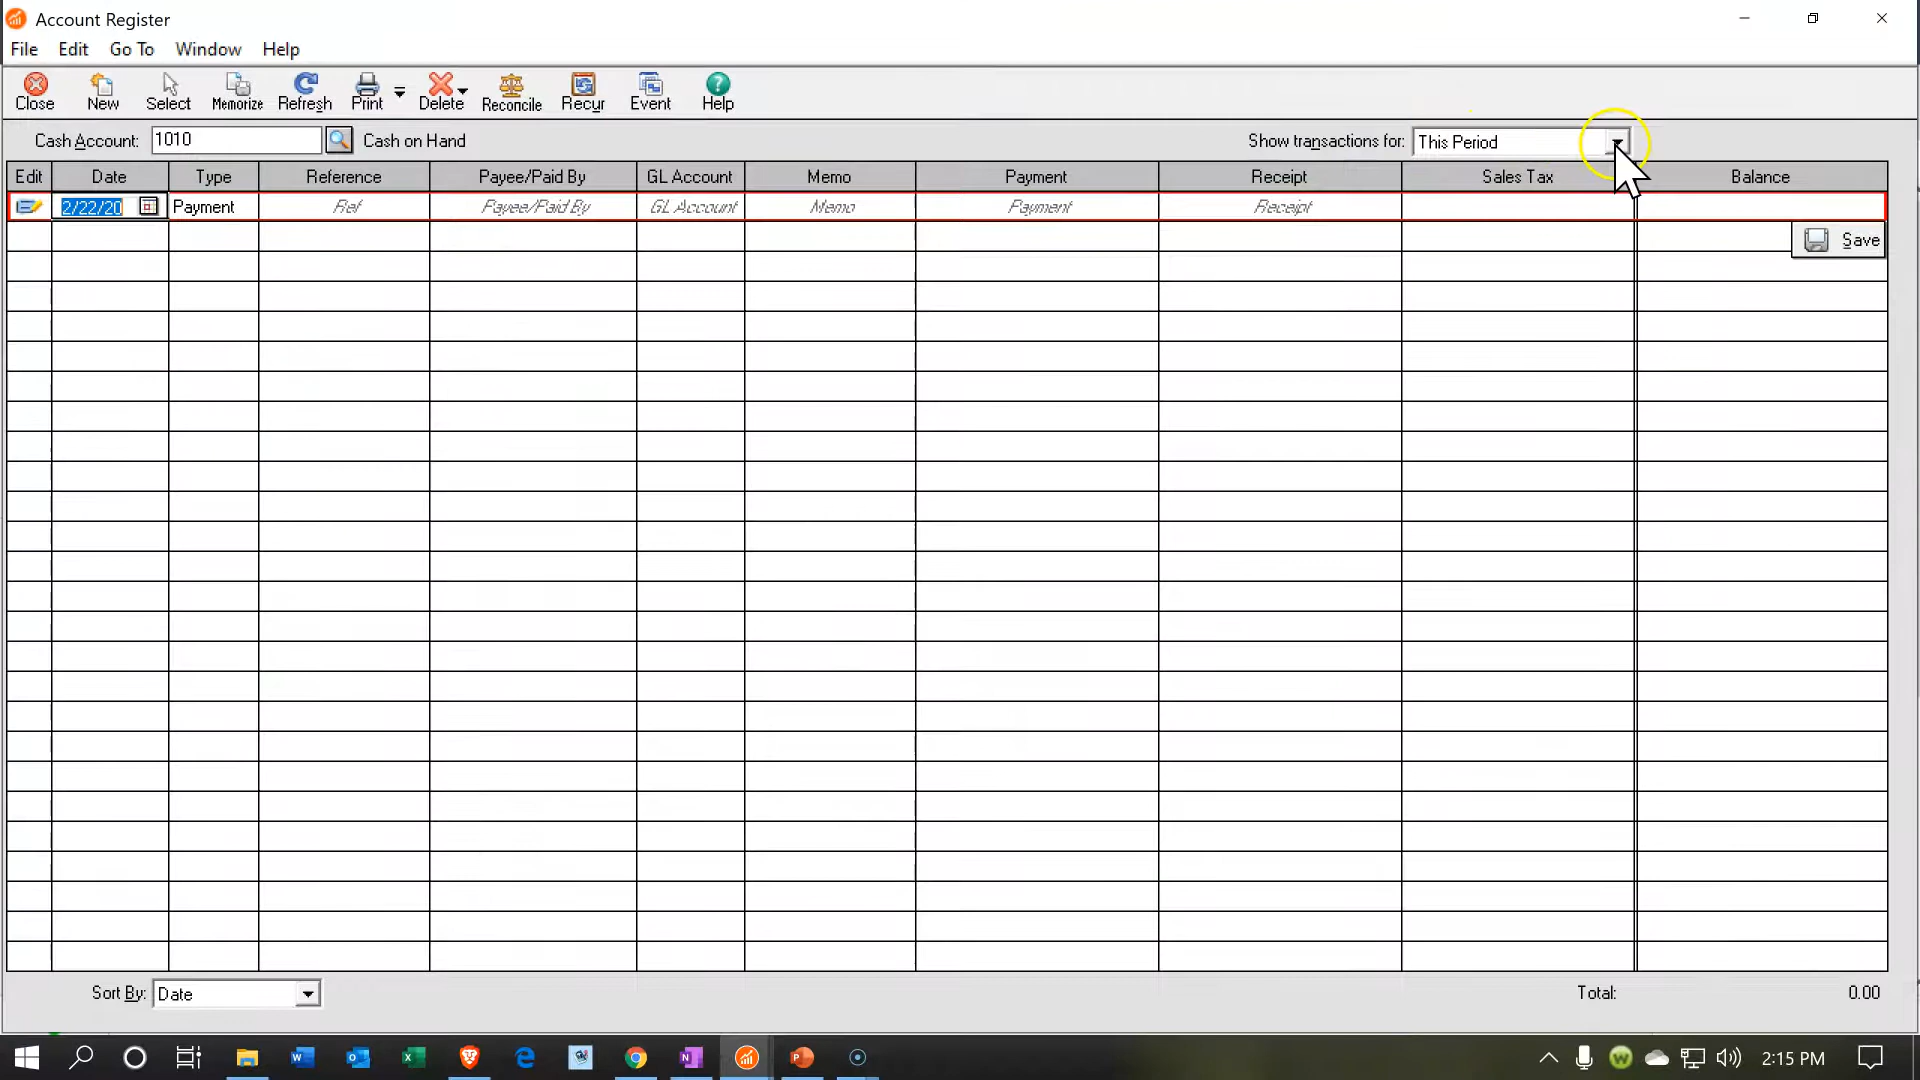 Account Register
File Edit Go To Window Help
Close New Select Memorize Refresh Print Delete Reconcile Recur Event Help
Cash Account: 1010 Cash on Hand Show transactions for: This Period
Edit Date Type Reference Payee/Paid By GL Account Memo Payment Receipt Sales Tax Balance
2/22/20 Payment Ref Payee/Paid By GL Account Memo Payment Receipt
Save
Sort By: Date Total: 0.00
2:15 PM